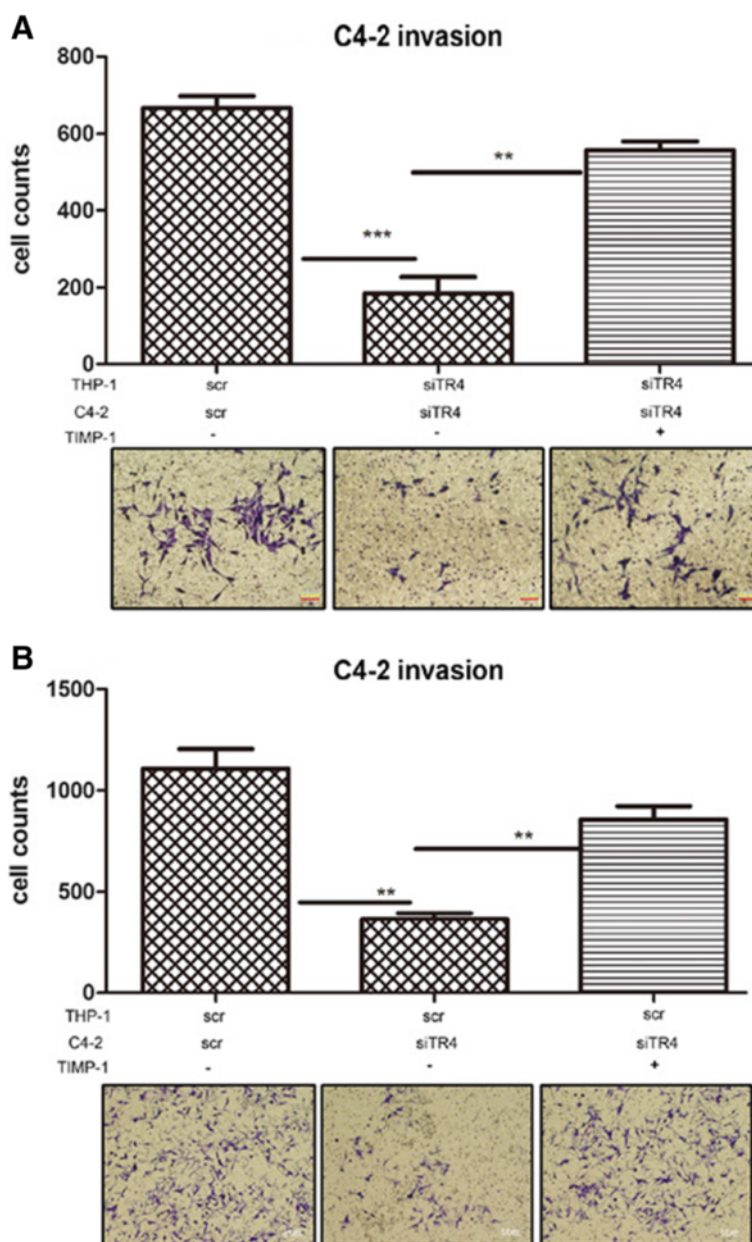 A
C4-2 invasion
800
600
400
200
0
cell counts
***
**
THP-1 scr siTR4 siTR4
C4-2 scr siTR4 siTR4
TIMP-1 - - +
B
C4-2 invasion
1500
1000
500
0
cell counts
**
**
THP-1 scr scr scr
C4-2 scr siTR4 siTR4
TIMP-1 - - +